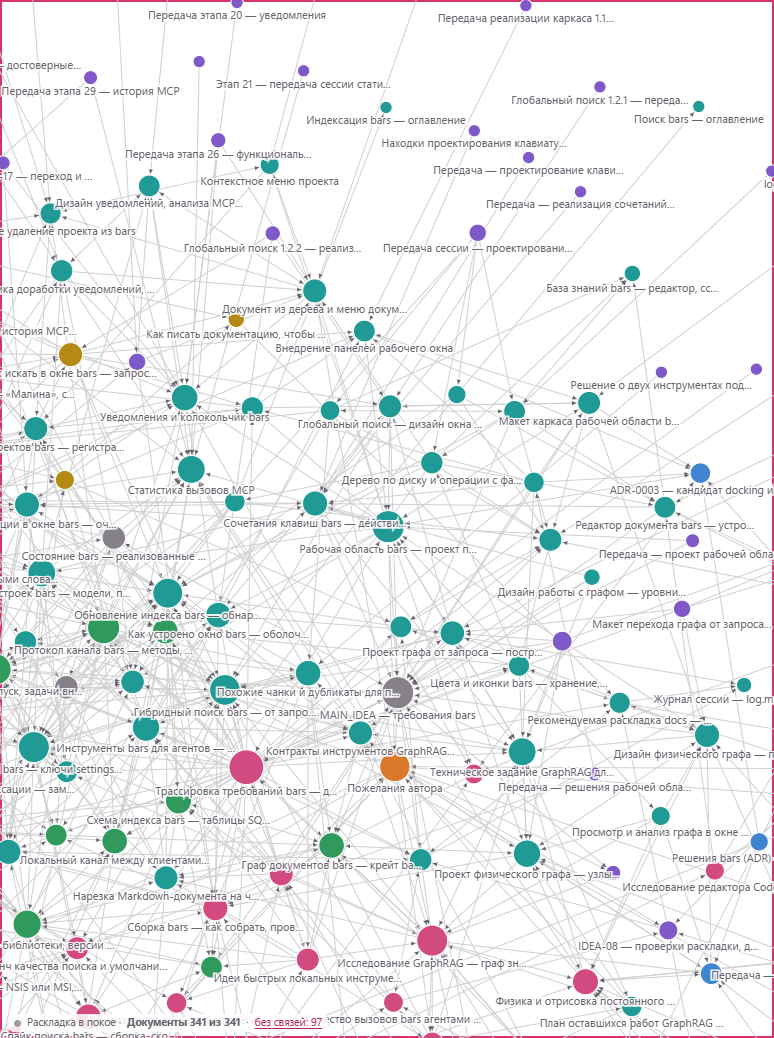 Передача этапа 20 — уведомления
Передача реализации каркаса 1.1...
— достоверные...
Передача этапа 29 — история MCP
Этап 21 — передача сессии стати...
Глобальный поиск 1.2.1 — переда...
Индексация bars — оглавление
Поиск bars — оглавление
Находки проектирования клавиату...
Передача этапа 26 — функциональ...
Передача — проектирование клави...
17 — переход и ...
Контекстное меню проекта
Дизайн уведомлений, анализа MCP...
Передача — реализация сочетаний...
е удаление проекта из bars
Глобальный поиск 1.2.2 — реализ...
Передача сессии — проектировани...
ка доработки уведомлений, ...
База знаний bars — редактор, сс...
Документ из дерева и меню докум...
история MCP...
Как писать документацию, чтобы ...
Внедрение панелей рабочего окна
искать в окне bars — запрос...
Решение о двух инструментах под...
«Малина», с...
Уведомления и колокольчик bars
Глобальный поиск — дизайн окна ...
Макет каркаса рабочей области b...
ектов bars — регистра...
Дерево по диску и операции с фа...
Статистика вызовов MCP
ADR-0003 — кандидат docking и
ции в окне bars — оч...
Сочетания клавиш bars — действи...
Редактор документа bars — устро...
Рабочая область bars — проект п...
Состояние bars — реализованные ...
Передача — проект рабочей обла
ыми слова...
строек bars — модели, п...
Дизайн работы с графом — уровни...
Обновление индекса bars — обнар...
Макет перехода графа от запроса...
Как устроено окно bars — оболоч...
Протокол канала bars — методы, ...
Проект графа от запроса — постр...
Цвета и иконки bars — хранение,...
уск, задачи вн...
Похожие чанки и дубликаты для п...
Журнал сессии — log.m
Гибридный поиск bars — от запро...
MAIN_IDEA — требования bars
Рекомендуемая раскладка docs — ...
Инструменты bars для агентов — ...
Контракты инструментов GraphRAG...
Дизайн физического графа — п
bars — ключи settings...
Техническое задание GraphRAG дл...
сации — зам...
Трассировка требований bars — д...
Пожелания автора
Передача — решения рабочей обла...
Схема индекса bars — таблицы SQ...
Просмотр и анализ графа в окне ...
Локальный канал между клиентами...
Граф документов bars — крейт ba...
Решения bars (ADR)
Проект физического графа — узлы...
Исследование редактора Cod
Нарезка Markdown-документа на ч...
Сборка bars — как собрать, пров...
библиотеки, версии ...
IDEA-08 — проверки раскладки, д...
нч качества поиска и умолчани...
Исследование GraphRAG — граф зн...
Идеи быстрых локальных инструме...
Передача —
NSIS или MSI,...
Физика и отрисовка постоянного ...
Раскладка в покое · Документы 341 из 341 · без связей: 97
ство вызовов агентами ...
План оставшихся работ GraphRAG ...